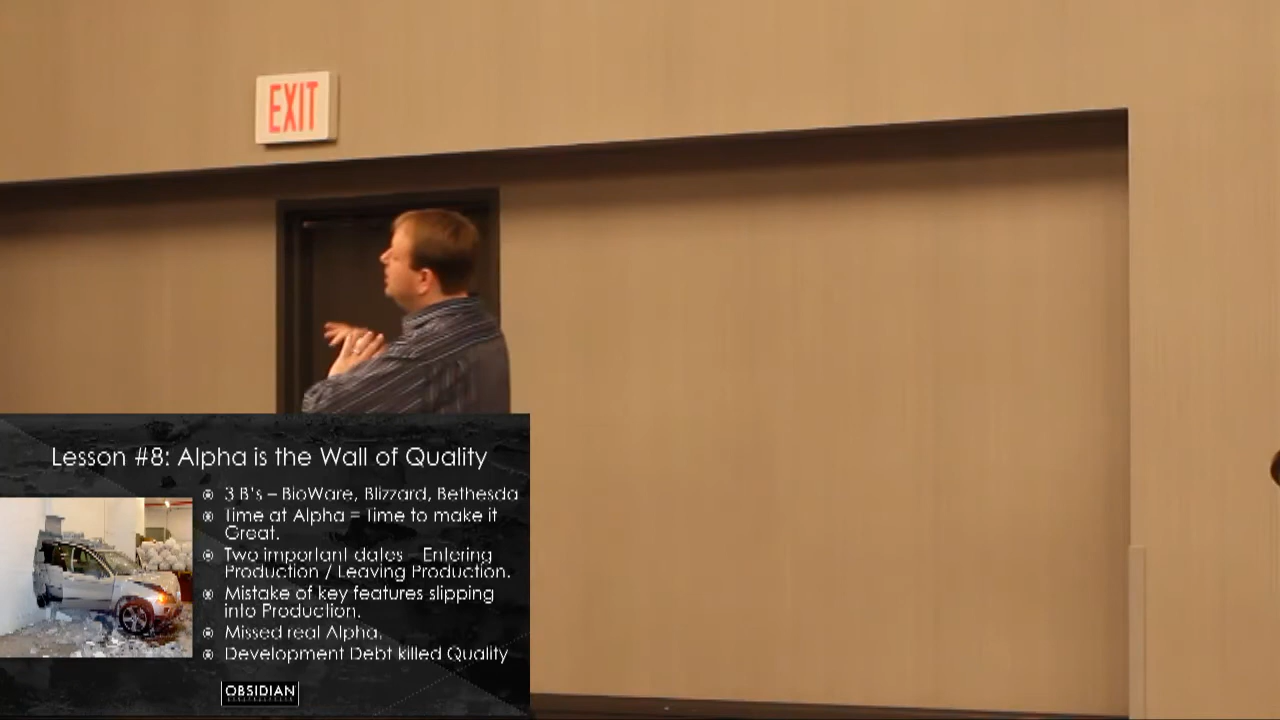 EXIT
Lesson #8: Alpha is the Wall of Quality
3 B's – BioWare, Blizzard, Bethesda
Time at Alpha = Time to make it
Great.
Two important dates – Entering
Production / Leaving Production.
Mistake of key features slipping
into Production.
Missed real Alpha.
Development Debt killed Quality
OBSIDIAN